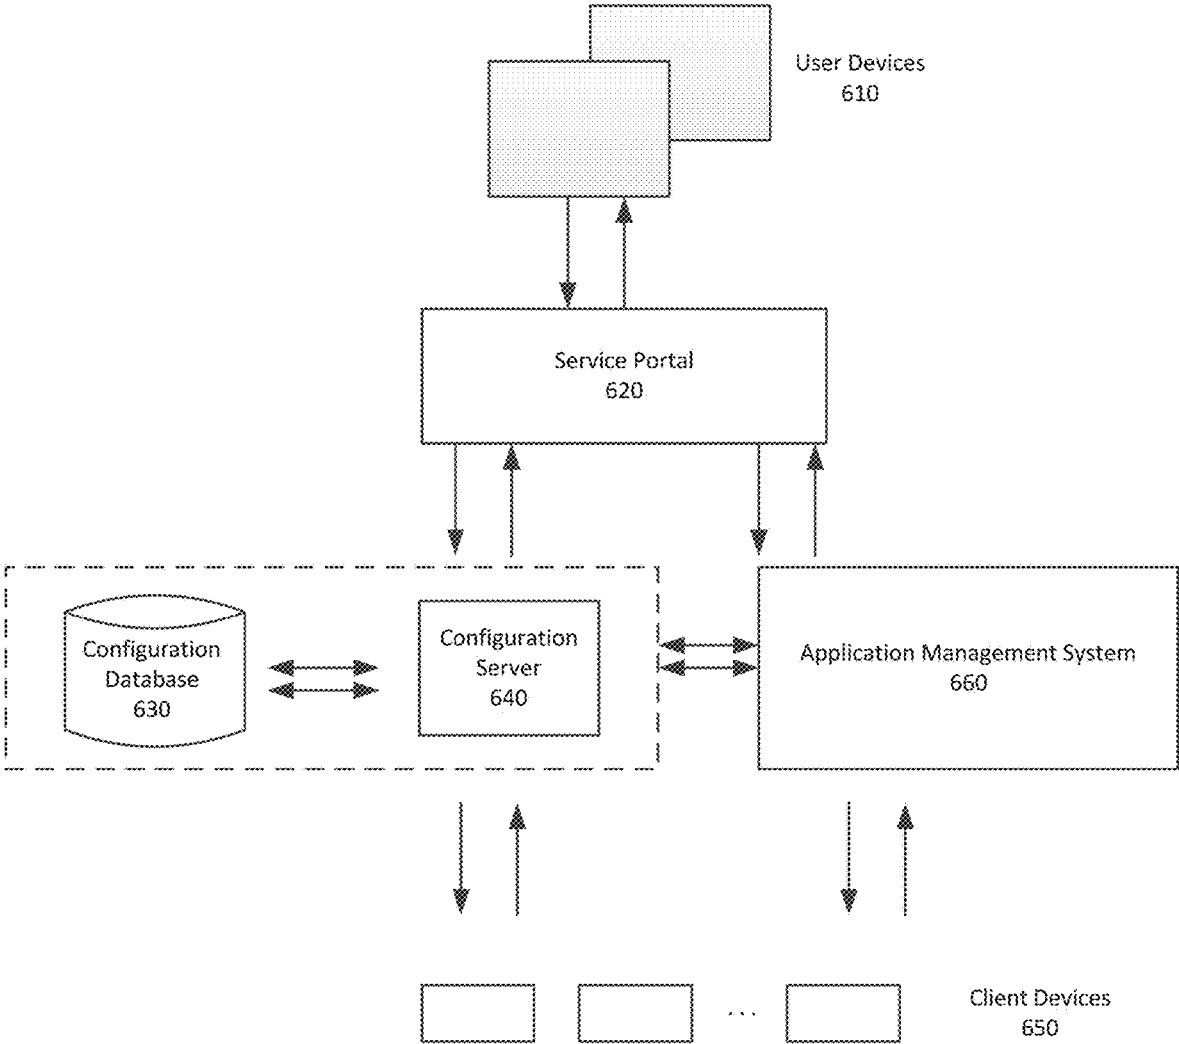 User Devices
610
Service Portal
620
Configuration
Database
630
Configuration
Server
640
Application Management System
660
. . .
Client Devices
650